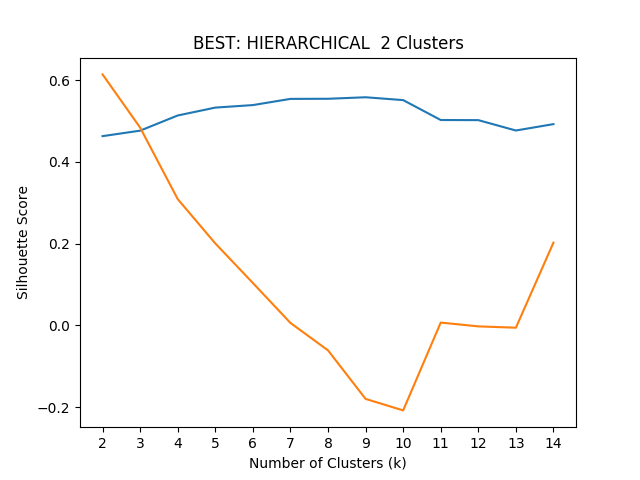 BEST: HIERARCHICAL  2 Clusters
Silhouette Score
0.6
0.4
0.2
0.0
−0.2
2 3 4 5 6 7 8 9 10 11 12 13 14
Number of Clusters (k)